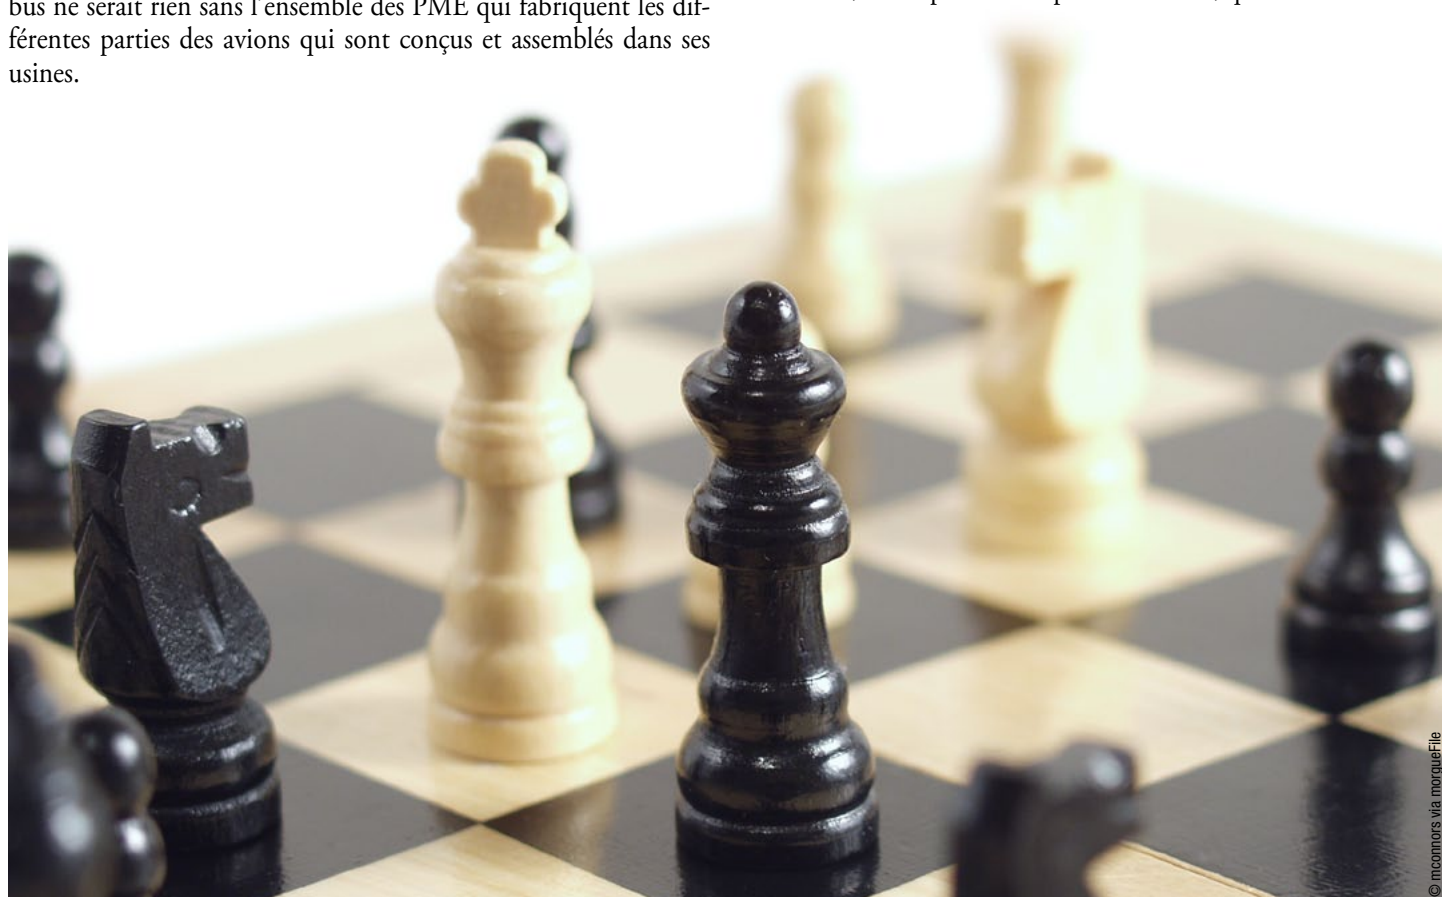 bus ne serait rien sans l'ensemble des PME qui fabriquent les dif-
férentes parties des avions qui sont conçus et assemblés dans ses
usines.
© mconnors via morgueFile